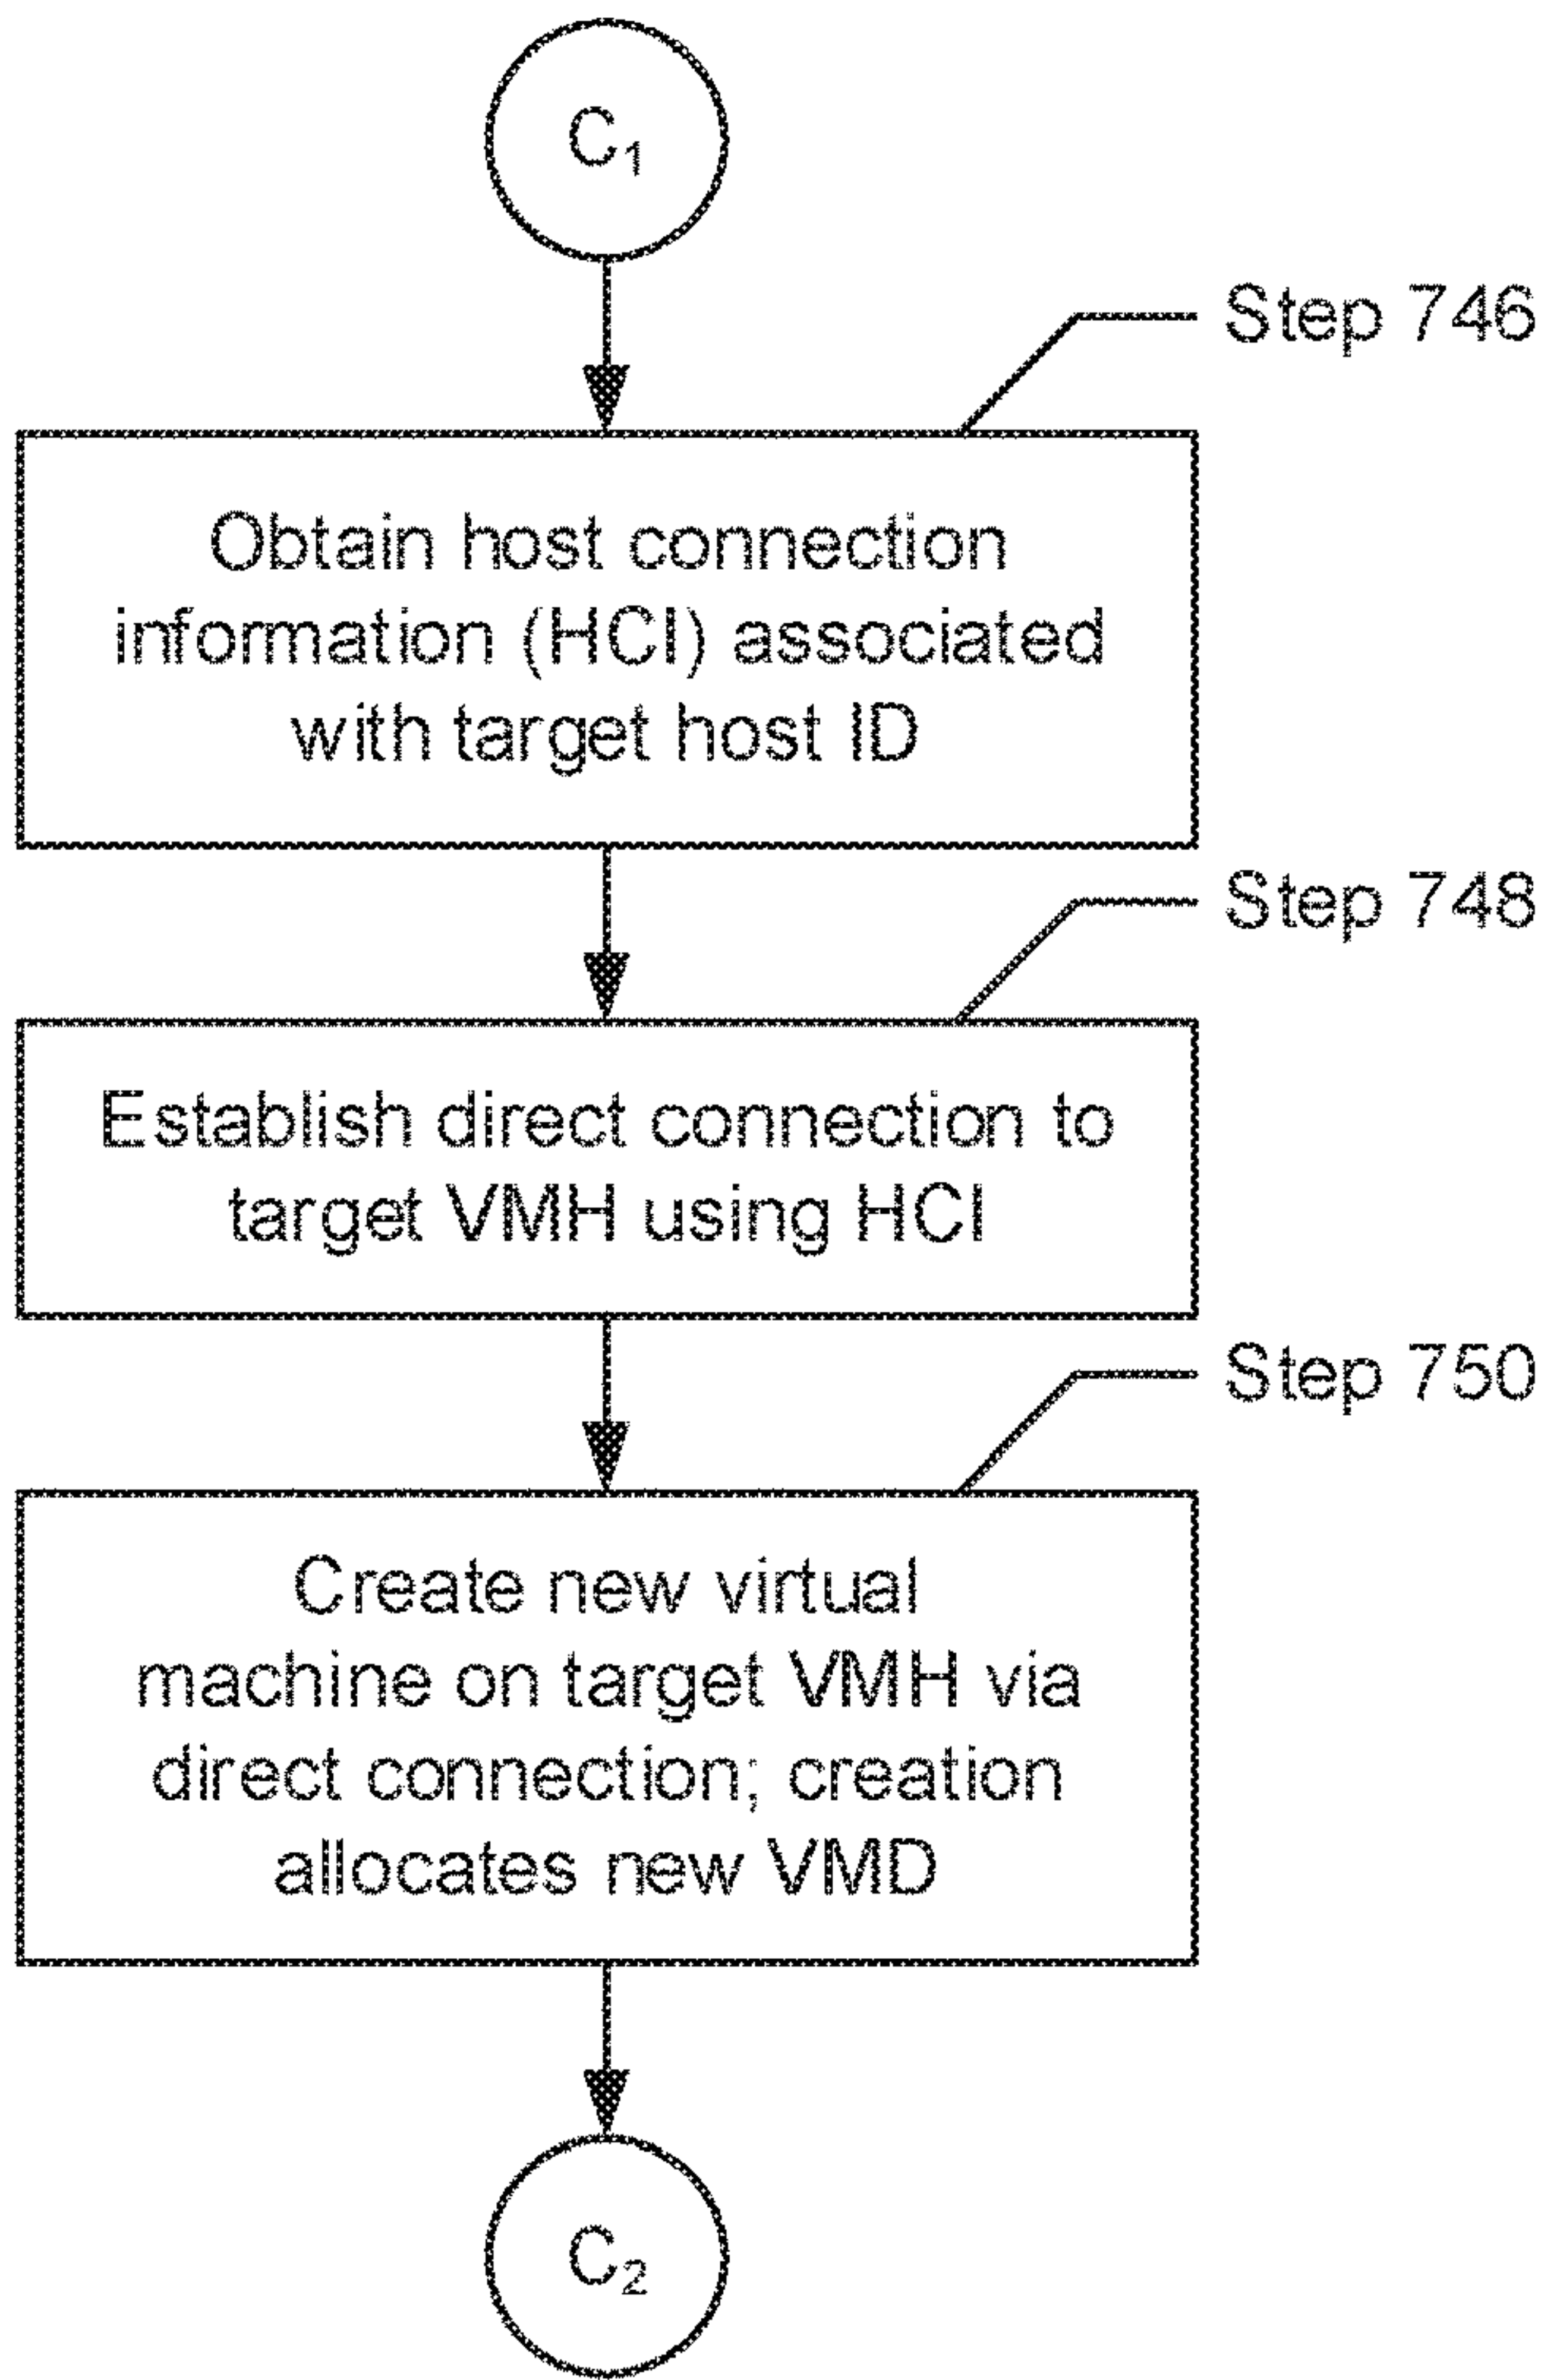 C₁
Step 746
Obtain host connection
information (HCI) associated
with target host ID
Step 748
Establish direct connection to
target VMH using HCI
Step 750
Create new virtual
machine on target VMH via
direct connection; creation
allocates new VMD
C₂